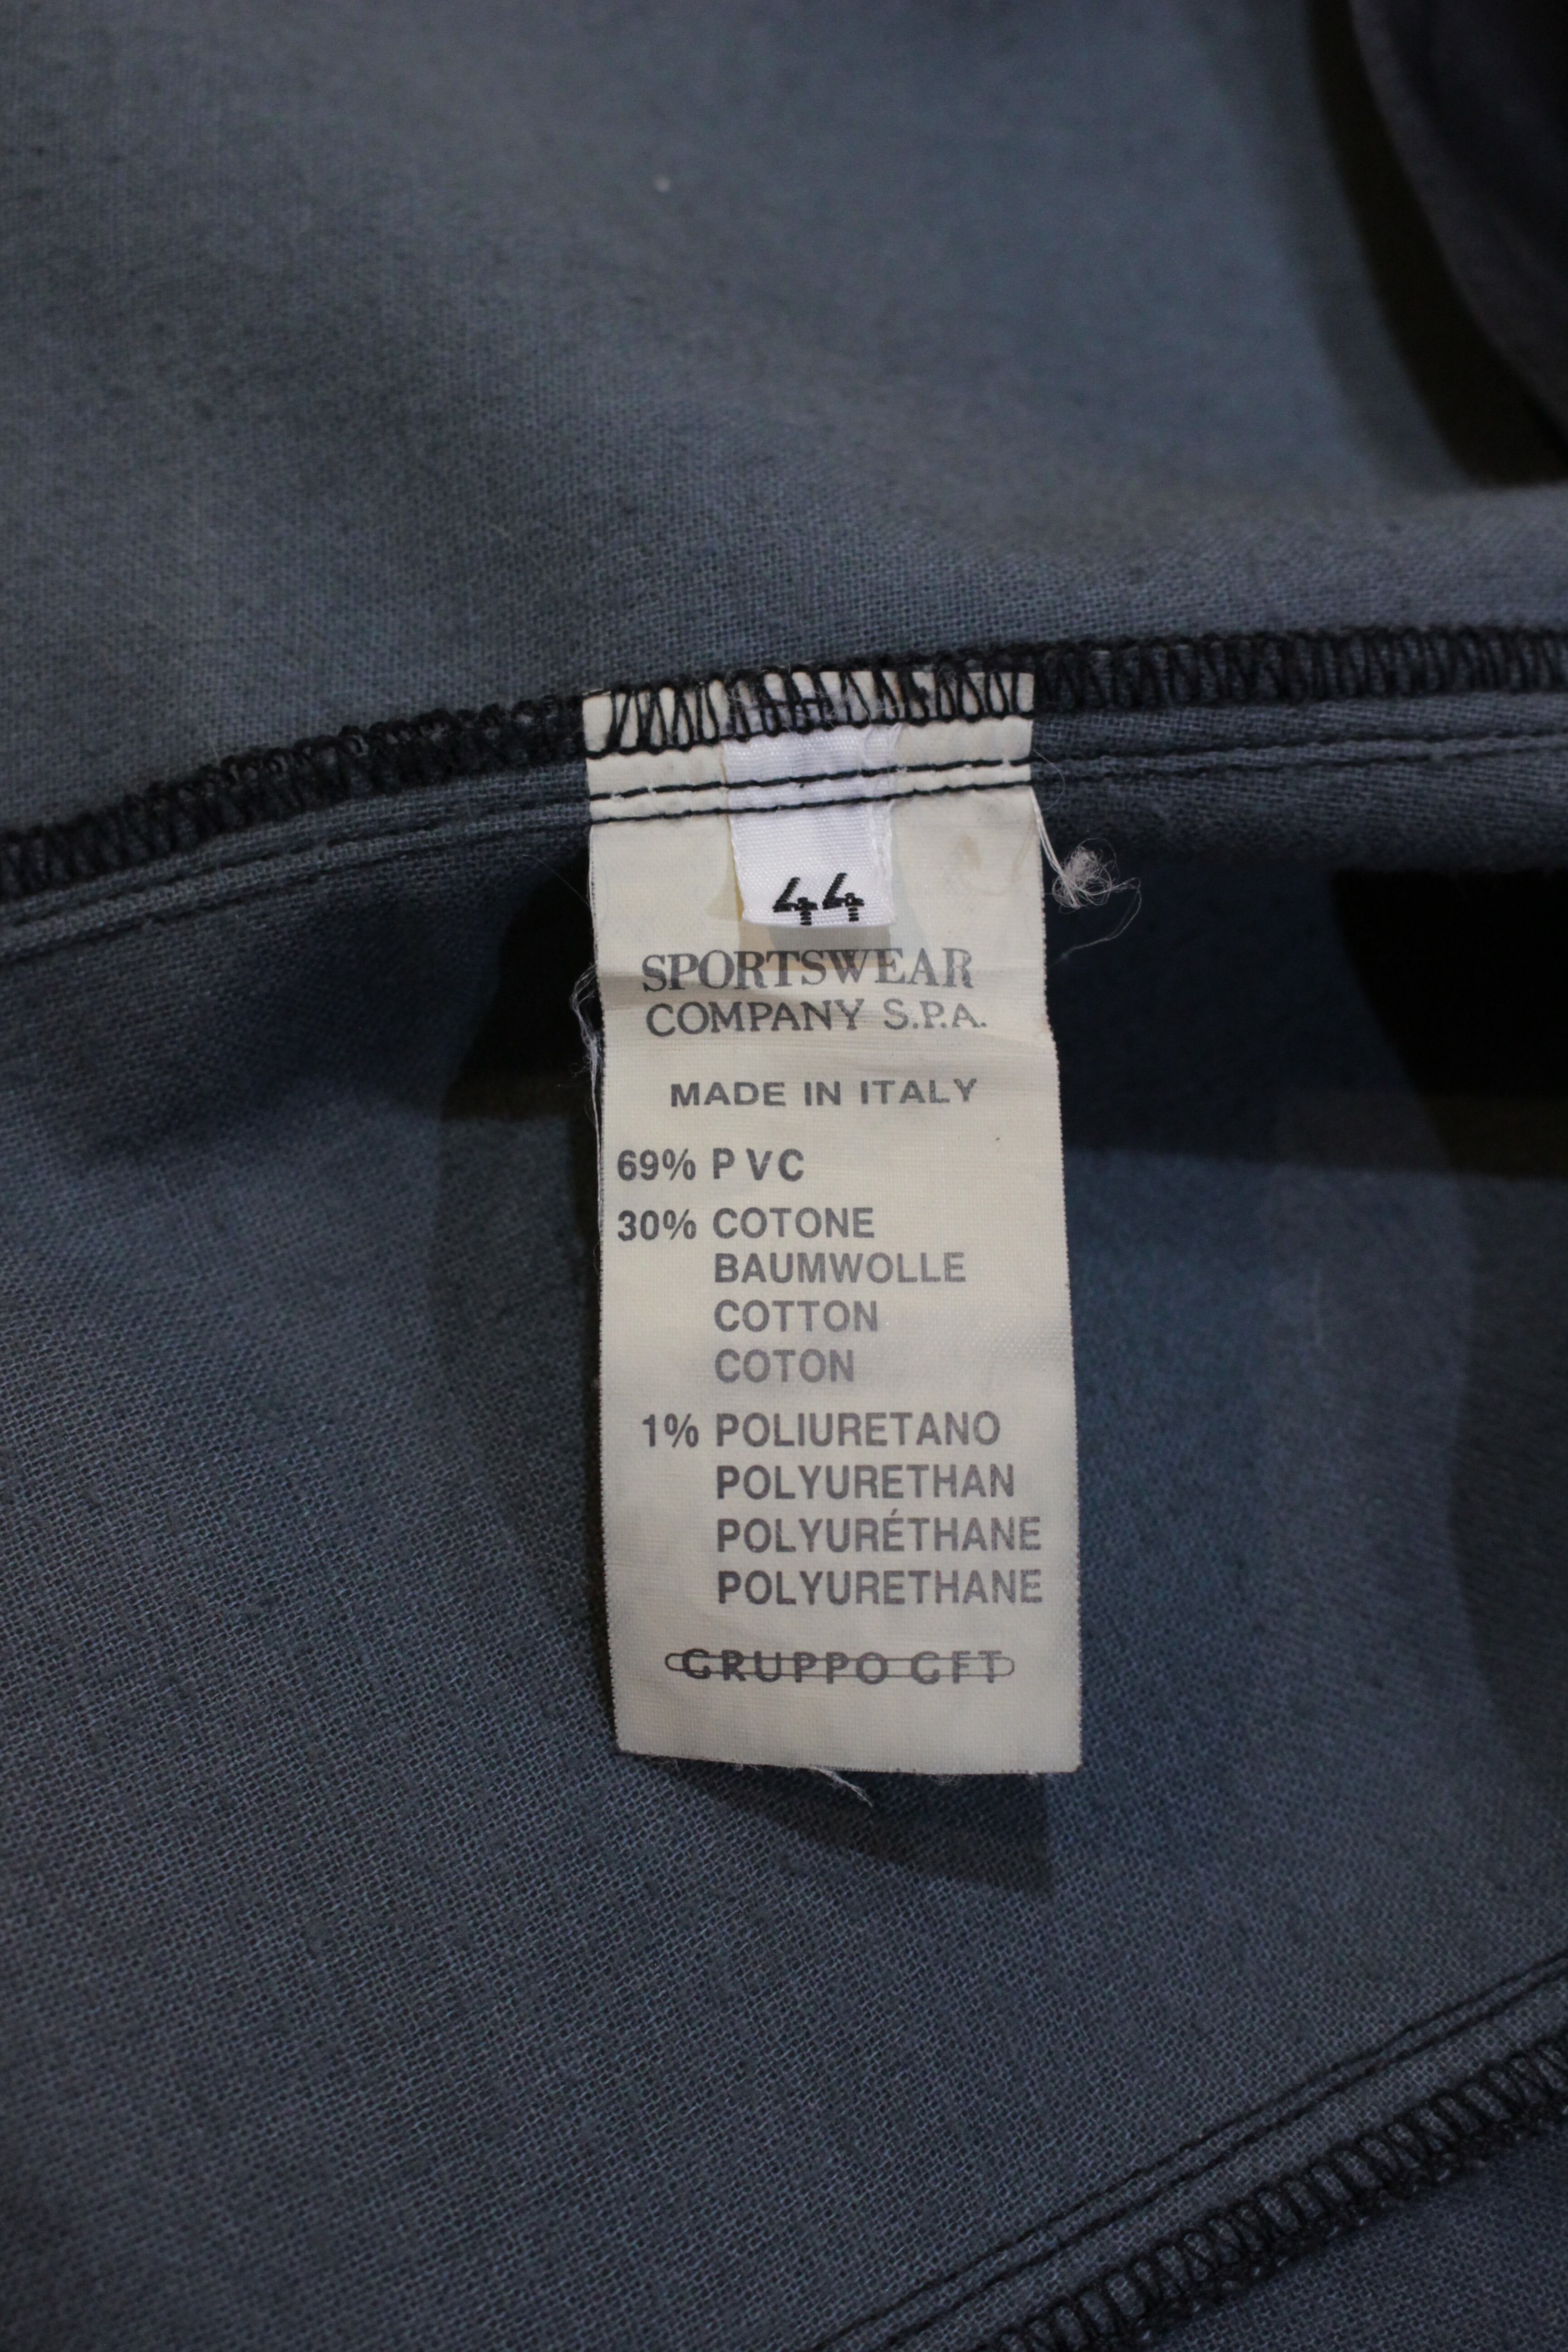 44
SPORTSWEAR
COMPANY S.P.A.
MADE IN ITALY
69% PVC
30% COTONE
BAUMWOLLE
COTTON
COTON
1% POLIURETANO
POLYURETHAN
POLYURÉTHANE
POLYURETHANE
GRUPPO GFT